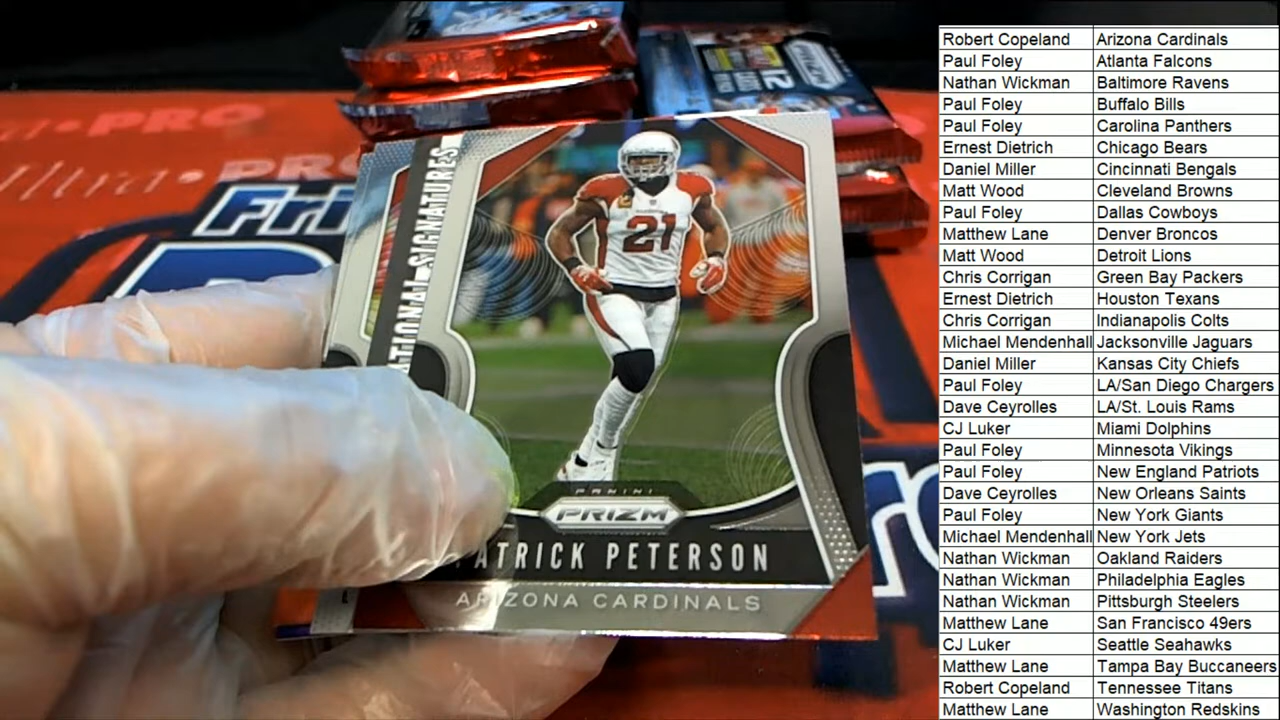 PRC
PR
Fri
SIGNATURES
21
PANINI
PRIZM
PATRICK PETERSON
ARIZONA CARDINALS
Robert Copeland Arizona Cardinals
Paul Foley Atlanta Falcons
Nathan Wickman Baltimore Ravens
Paul Foley Buffalo Bills
Paul Foley Carolina Panthers
Ernest Dietrich Chicago Bears
Daniel Miller Cincinnati Bengals
Matt Wood Cleveland Browns
Paul Foley Dallas Cowboys
Matthew Lane Denver Broncos
Matt Wood Detroit Lions
Chris Corrigan Green Bay Packers
Ernest Dietrich Houston Texans
Chris Corrigan Indianapolis Colts
Michael Mendenhall Jacksonville Jaguars
Daniel Miller Kansas City Chiefs
Paul Foley LA/San Diego Chargers
Dave Ceyrolles LA/St. Louis Rams
CJ Luker Miami Dolphins
Paul Foley Minnesota Vikings
Paul Foley New England Patriots
Dave Ceyrolles New Orleans Saints
Paul Foley New York Giants
Michael Mendenhall New York Jets
Nathan Wickman Oakland Raiders
Nathan Wickman Philadelphia Eagles
Nathan Wickman Pittsburgh Steelers
Matthew Lane San Francisco 49ers
CJ Luker Seattle Seahawks
Matthew Lane Tampa Bay Buccaneers
Robert Copeland Tennessee Titans
Matthew Lane Washington Redskins